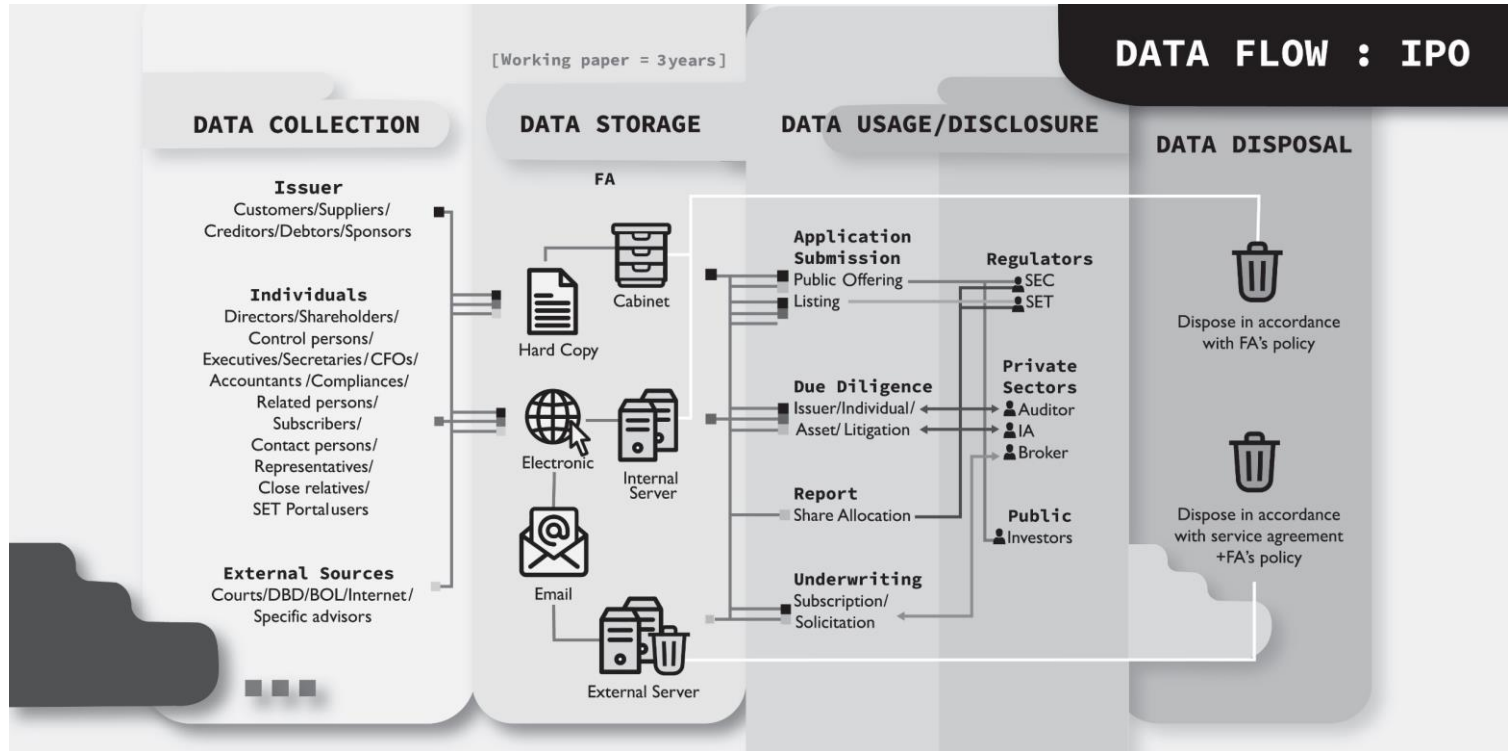 DATA FLOW : IPO
DATA COLLECTION
Issuer
Customers/Suppliers/
Creditors/Debtors/Sponsors
Individuals
Directors/Shareholders/
Control persons/
Executives/Secretaries/CFOs/
Accountants/Compliances/
Related persons/
Subscribers/
Contact persons/
Representatives/
Close relatives/
SET Portalusers
External Sources
Courts/DBD/BOL/Internet/
Specific advisors
[Working paper = 3years]
DATA STORAGE
FA
Cabinet
Hard Copy
Electronic
Internal
Server
Email
External Server
DATA USAGE/DISCLOSURE
Application
Submission
Public Offering
Listing
Due Diligence
Issuer/Individual/
Asset/Litigation
Report
Share Allocation
Underwriting
Subscription/
Solicitation
Regulators
SEC
SET
Private
Sectors
Auditor
IA
Broker
Public
Investors
DATA DISPOSAL
Dispose in accordance
with FA's policy
Dispose in accordance
with service agreement
+FA's policy